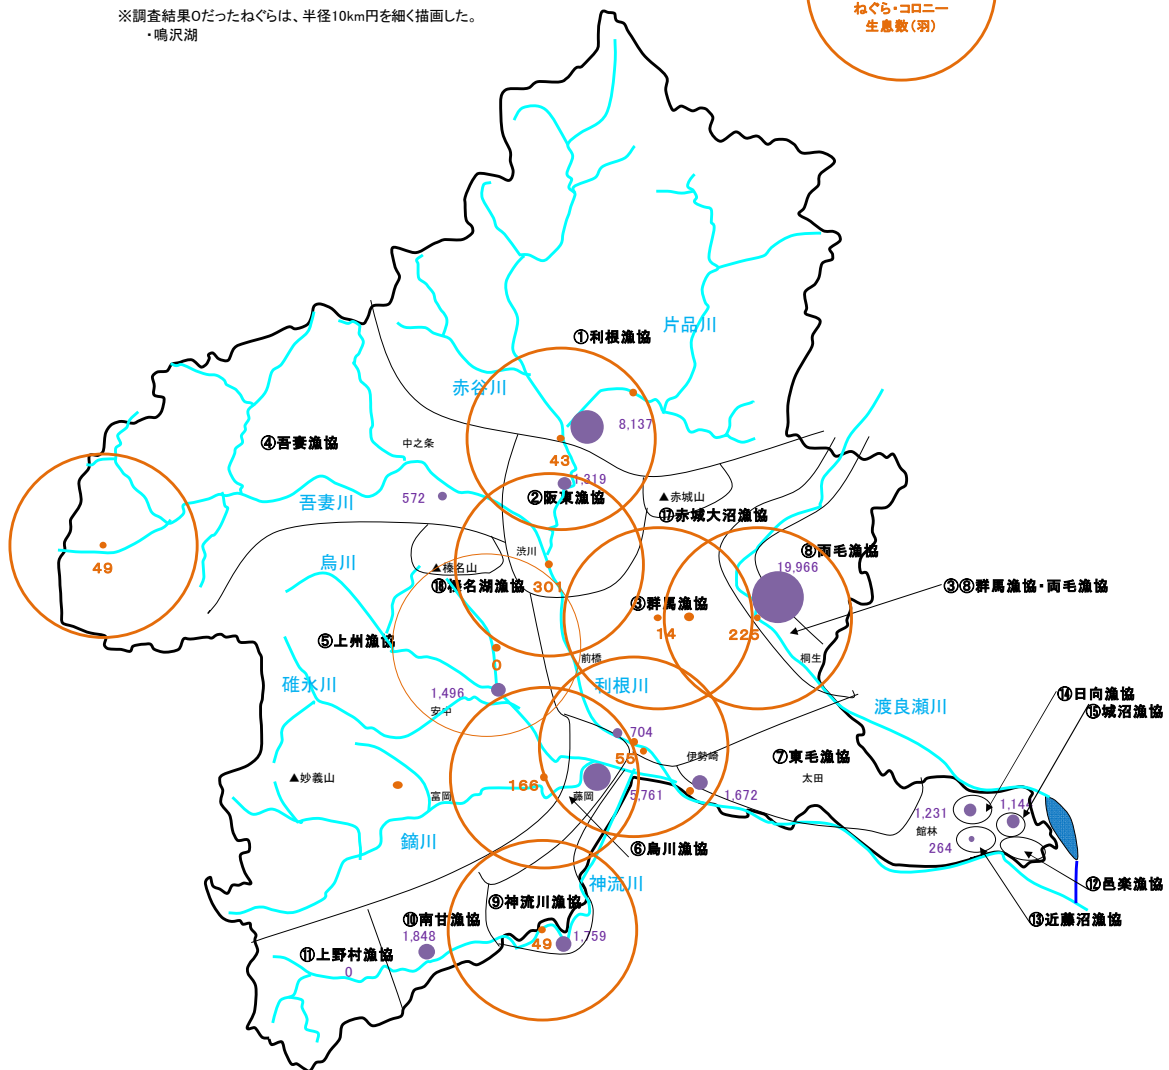 ※調査結果0だったねぐらは、半径10km円を細く描画した。
・鳴沢湖
ねぐら・コロニー
生息数(羽)
片品川
①利根漁協
赤谷川
8,137
④吾妻漁協
中之条
43
1,319
572
②阪東漁協
▲赤城山
吾妻川
⑰赤城大沼漁協
渋川
⑧両毛漁協
49
烏川
▲榛名山
19,966
⑯榛名湖漁協
301
③⑧群馬漁協・両毛漁協
③群馬漁協
14
225
⑤上州漁協
0
前橋
桐生
碓氷川
1,496
利根川
安中
渡良瀬川
⑭日向漁協
⑮城沼漁協
704
55
伊勢崎
⑦東毛漁協
▲妙義山
166
太田
富岡
藤岡
5,761
1,672
1,231
館林
264
鏑川
⑥烏川漁協
神流川
⑫邑楽漁協
⑨神流川漁協
⑩南甘漁協
⑬近藤沼漁協
1,848
49
1,759
⑪上野村漁協
0